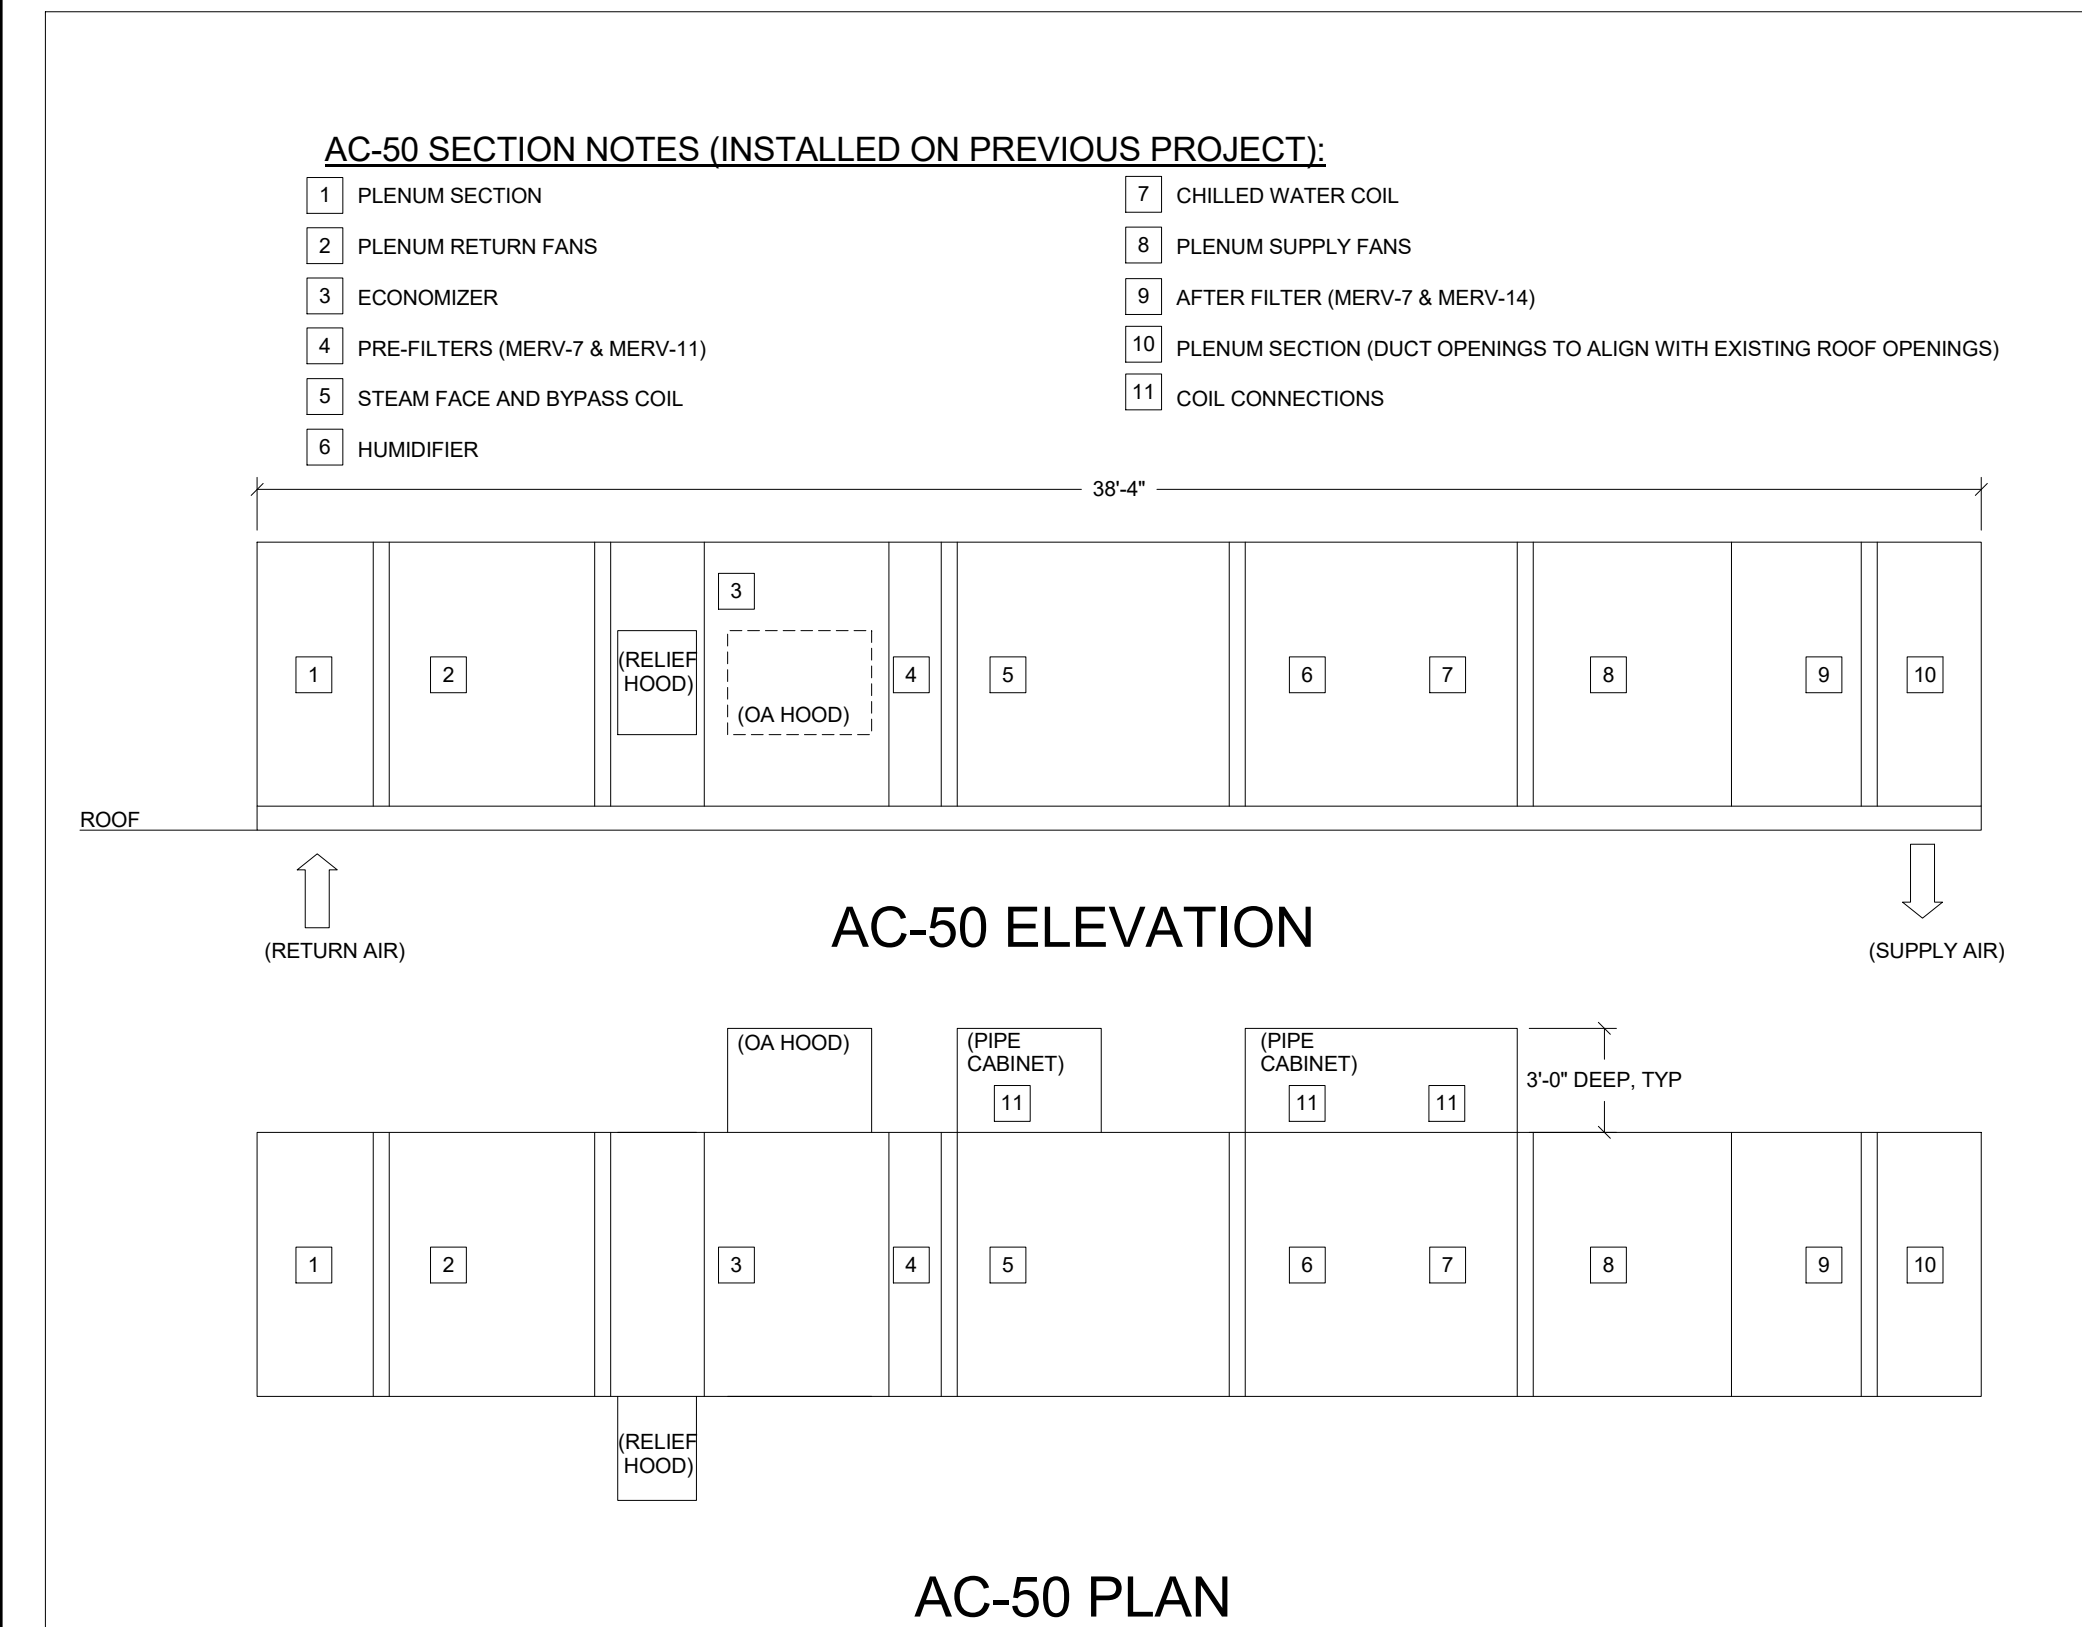 AC-50 SECTION NOTES (INSTALLED ON PREVIOUS PROJECT):
1 PLENUM SECTION
2 PLENUM RETURN FANS
3 ECONOMIZER
4 PRE-FILTERS (MERV-7 & MERV-11)
5 STEAM FACE AND BYPASS COIL
6 HUMIDIFIER
7 CHILLED WATER COIL
8 PLENUM SUPPLY FANS
9 AFTER FILTER (MERV-7 & MERV-14)
10 PLENUM SECTION (DUCT OPENINGS TO ALIGN WITH EXISTING ROOF OPENINGS)
11 COIL CONNECTIONS
38'-4"
3
1
2
(RELIEF
HOOD)
(OA HOOD)
4
5
6
7
8
9
10
ROOF
(RETURN AIR)
AC-50 ELEVATION
(SUPPLY AIR)
(OA HOOD)
(PIPE
CABINET)
11
(PIPE
CABINET)
11
11
3'-0" DEEP, TYP
1
2
3
4
5
6
7
8
9
10
(RELIEF
HOOD)
AC-50 PLAN